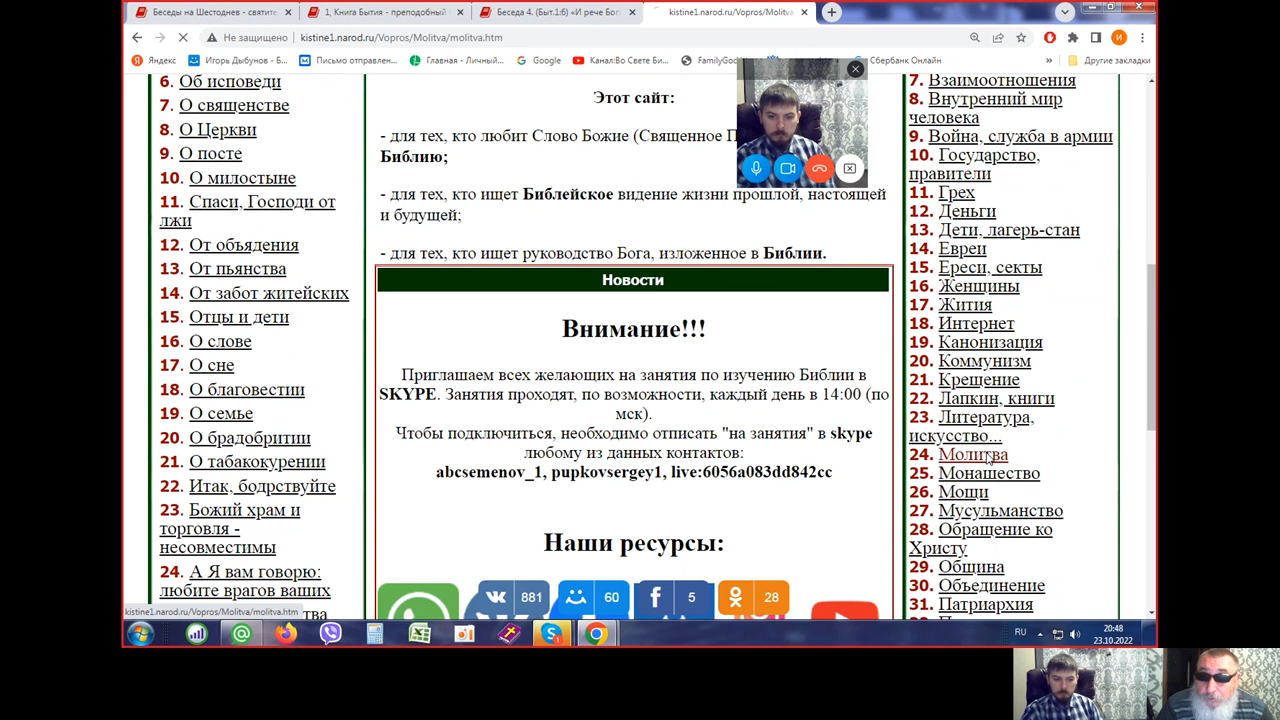 Беседы на Шестоднев - святите
1, Книга Бытия - преподобный
Беседа 4. (Быт.1:6) «И рече Бог
kistine1.narod.ru/Vopros/Molitva/
Не защищено
kistine1.narod.ru/Vopros/Molitva/molitva.htm
Яндекс
Игорь Дыбунов - Б...
Письмо отправлен...
Главная - Личный...
Google
Канал:Во Свете Би...
FamilyGod
Сбербанк Онлайн
Другие закладки
6. Об исповеди
7. О священстве
8. О Церкви
9. О посте
10. О милостыне
11. Спаси, Господи от
лжи
12. От объядения
13. От пьянства
14. От забот житейских
15. Отцы и дети
16. О слове
17. О сне
18. О благовестии
19. О семье
20. О брадобритии
21. О табакокурении
22. Итак, бодрствуйте
23. Божий храм и
торговля -
несовместимы
24. А Я вам говорю:
любите врагов ваших
kistine1.narod.ru/Vopros/Molitva/molitva.htm
Этот сайт:
- для тех, кто любит Слово Божие (Священное П
Библию;
- для тех, кто ищет Библейское видение жизни прошлой, настоящей
и будущей;
- для тех, кто ищет руководство Бога, изложенное в Библии.
Новости
Внимание!!!
Приглашаем всех желающих на занятия по изучению Библии в
SKYPE. Занятия проходят, по возможности, каждый день в 14:00 (по
мск).
Чтобы подключиться, необходимо отписать "на занятия" в skype
любому из данных контактов:
abcsemenov_1, pupkovsergey1, live:6056a083dd842cc
Наши ресурсы:
881
60
5
28
7. Взаимоотношения
8. Внутренний мир
человека
9. Война, служба в армии
10. Государство,
правители
11. Грех
12. Деньги
13. Дети, лагерь-стан
14. Евреи
15. Ереси, секты
16. Женщины
17. Жития
18. Интернет
19. Канонизация
20. Коммунизм
21. Крещение
22. Лапкин, книги
23. Литература,
искусство...
24. Молитва
25. Монашество
26. Мощи
27. Мусульманство
28. Обращение ко
Христу
29. Община
30. Объединение
31. Патриархия
RU
20:48
23.10.2022